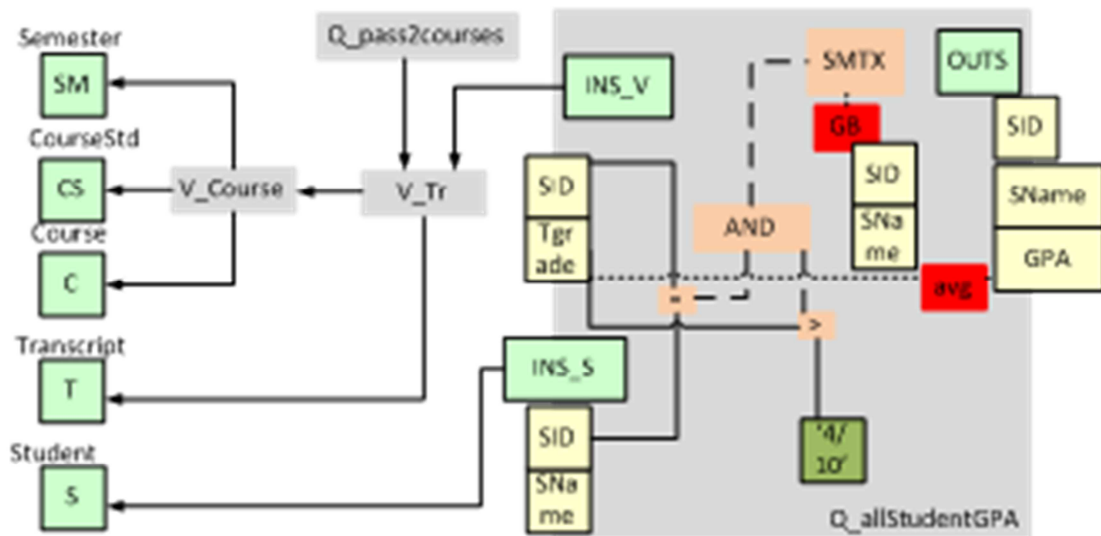 Semester
SM
CourseStd
CS
Course
C
Transcript
T
Student
S
Q_pass2courses
V_Course
V_Tr
INS_V
SID
Tgr
ade
INS_S
SID
SNa
me
SMTX
GB
SID
SNa
me
AND
=
>
'4/
10'
OUTS
SID
SName
GPA
avg
Q_allStudentGPA